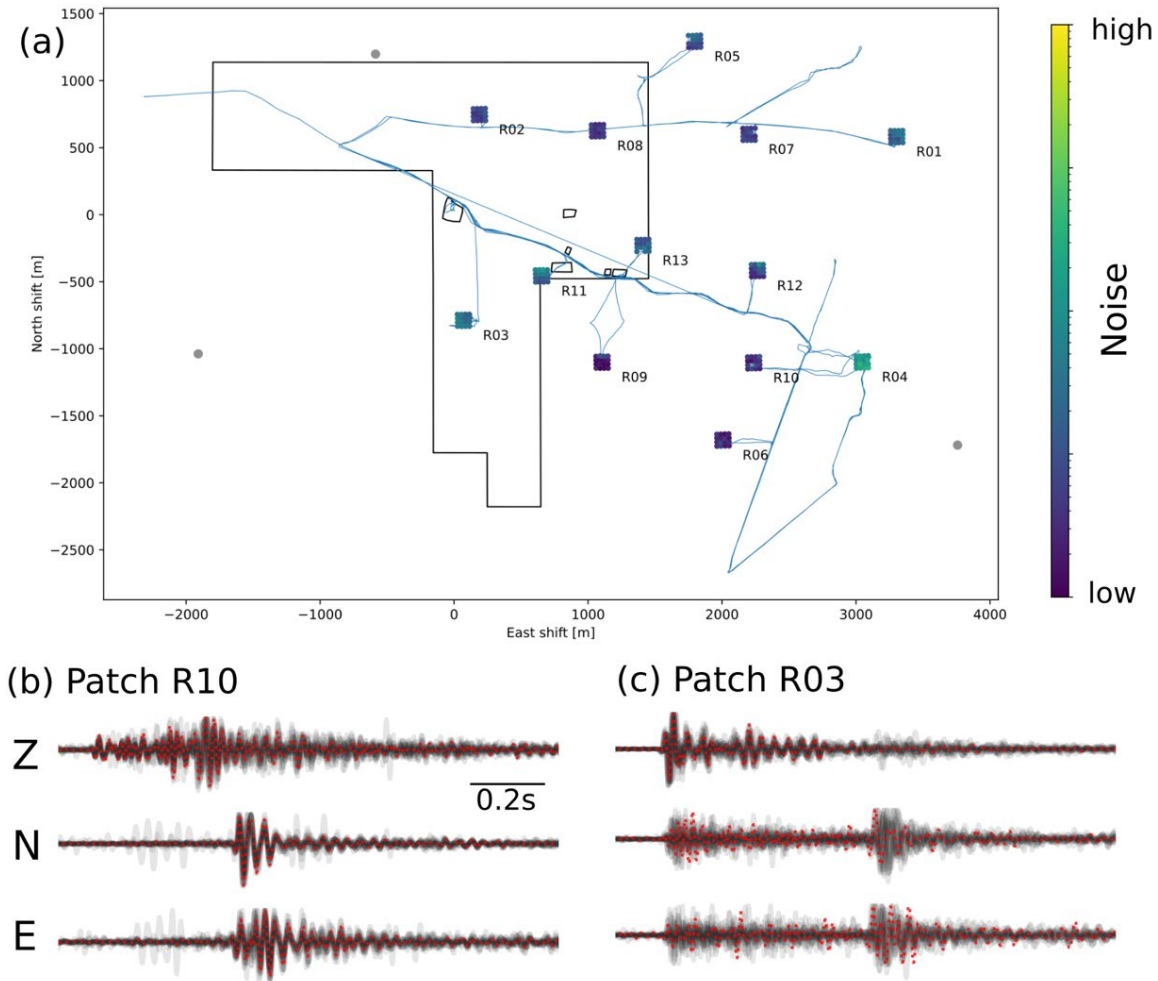 (a)
1500
1000
500
0
−500
−1000
−1500
−2000
−2500
North shift [m]
−2000
−1000
0
1000
2000
3000
4000
East shift [m]
R05
R02
R08
R07
R01
R13
R11
R12
R03
R09
R10
R04
R06
high
Noise
low
(b) Patch R10
(c) Patch R03
Z
N
E
0.2s